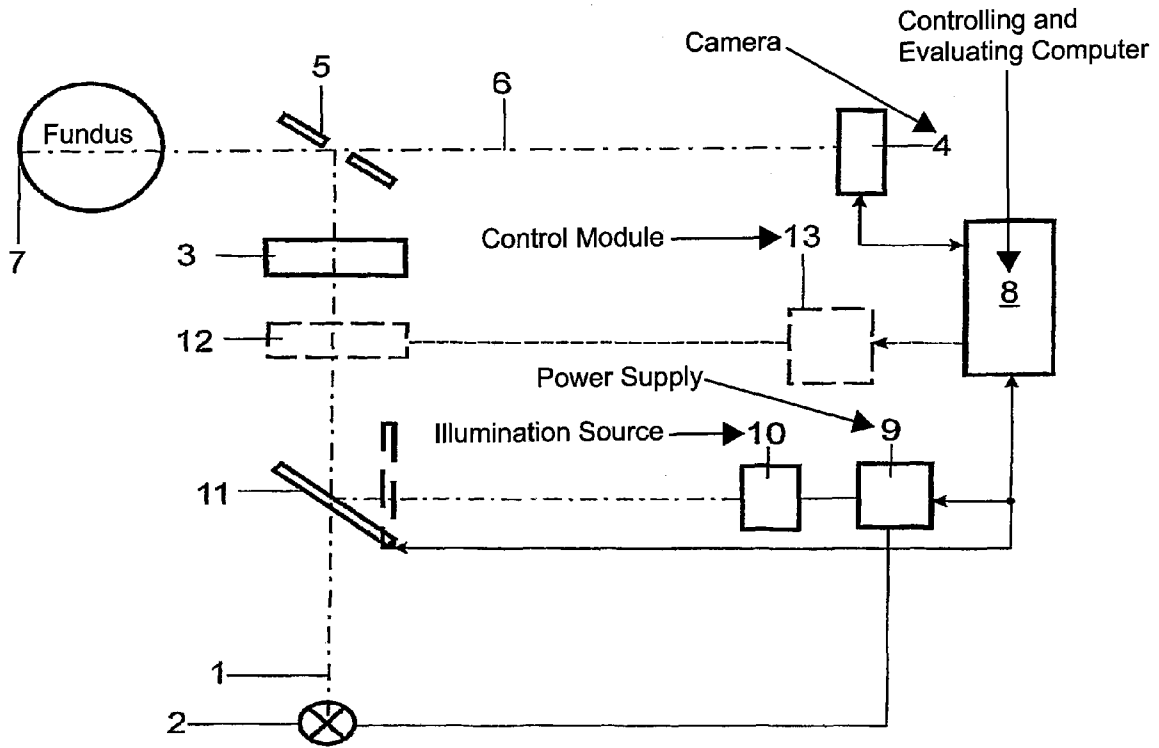 Controlling and
Evaluating Computer
Camera
5
6
Fundus
4
7
3
Control Module
13
8
12
Power Supply
Illumination Source
10
9
11
1
2